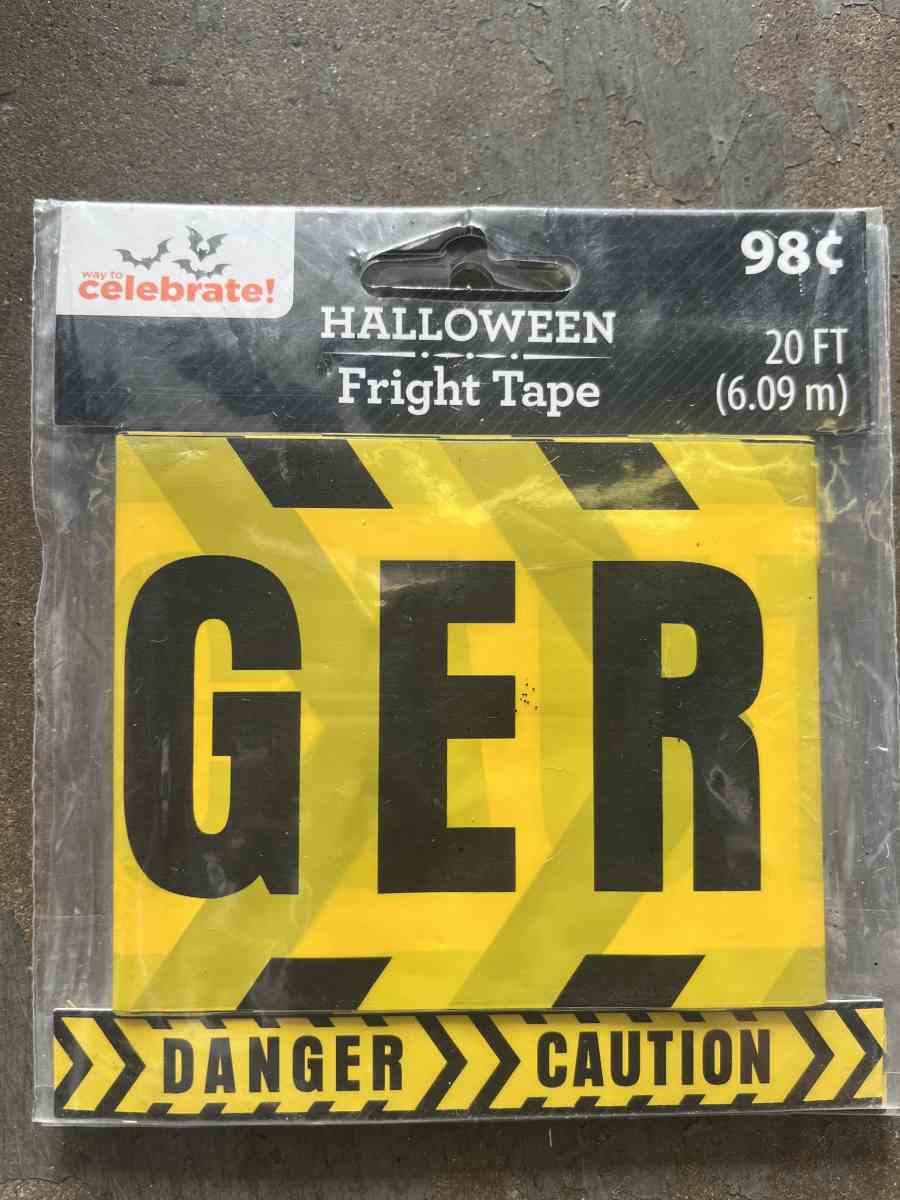 way to
celebrate!
98¢
HALLOWEEN
Fright Tape
20 FT
(6.09 m)
GER
DANGER CAUTION